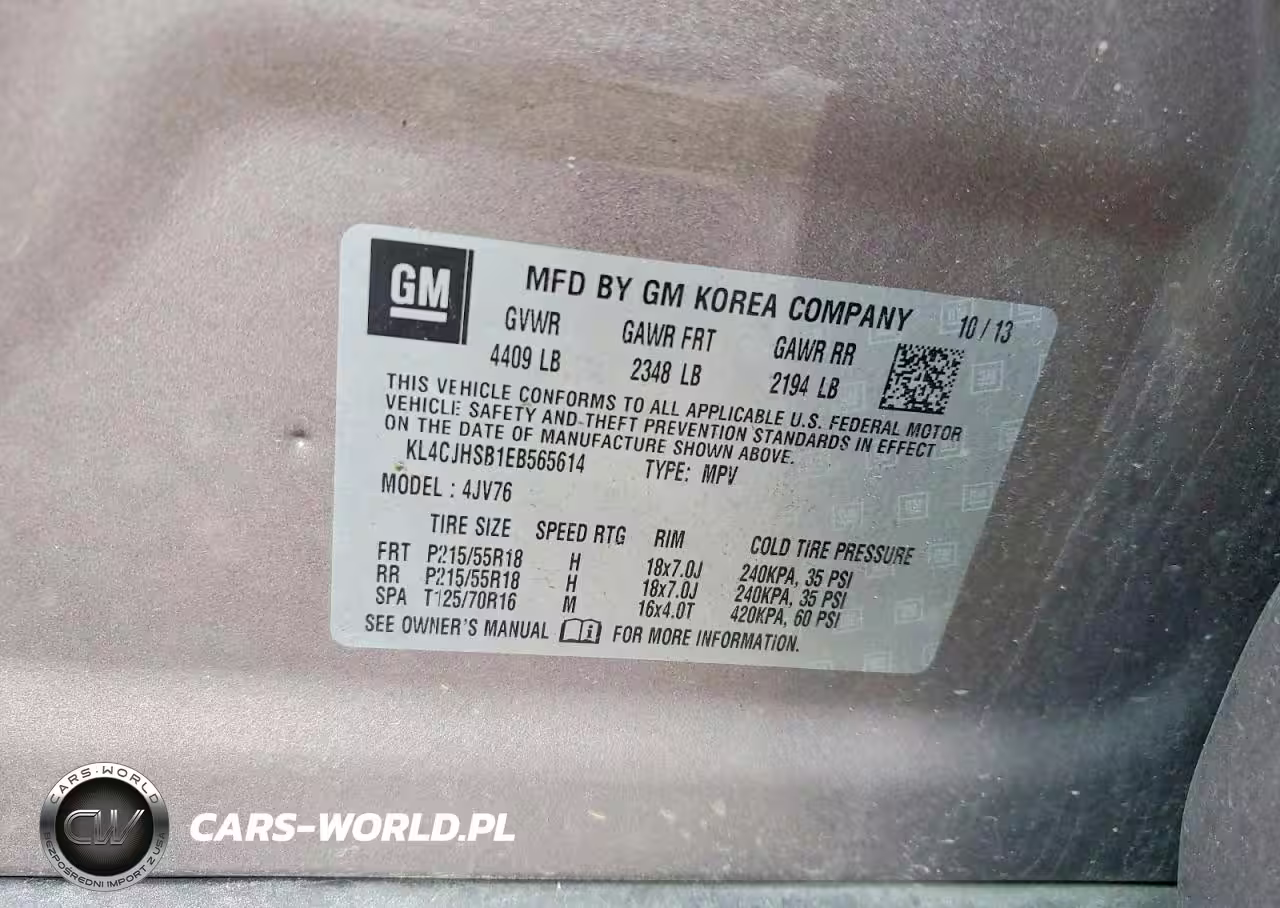 GM
MFD BY GM KOREA COMPANY 10 / 13
GVWR GAWR FRT GAWR RR
4409 LB 2348 LB 2194 LB
THIS VEHICLE CONFORMS TO ALL APPLICABLE U.S. FEDERAL MOTOR
VEHICLE SAFETY AND-THEFT PREVENTION STANDARDS IN EFFECT
ON THE DATE OF MANUFACTURE SHOWN ABOVE.
KL4CJHSB1EB565614 TYPE: MPV
MODEL : 4JV76
TIRE SIZE SPEED RTG RIM COLD TIRE PRESSURE
FRT P215/55R18 H 18x7.0J 240KPA, 35 PSI
RR P215/55R18 H 18x7.0J 240KPA, 35 PSI
SPA T125/70R16 M 16x4.0T 420KPA, 60 PSI
SEE OWNER'S MANUAL FOR MORE INFORMATION.
CARS-WORLD
CW
BEZPOŚREDNI IMPORT Z USA
CARS-WORLD.PL